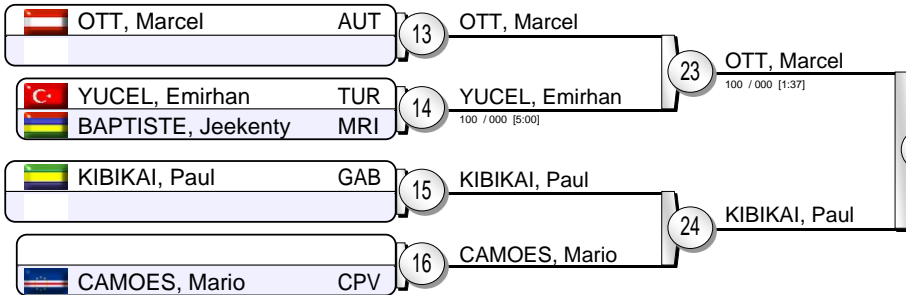 OTT, Marcel AUT
13
OTT, Marcel
YUCEL, Emirhan TUR
BAPTISTE, Jeekenty MRI
14
YUCEL, Emirhan
100 / 000 [5:00]
23
OTT, Marcel
100 / 000 [1:37]
KIBIKAI, Paul GAB
15
KIBIKAI, Paul
CAMOES, Mario CPV
16
CAMOES, Mario
24
KIBIKAI, Paul